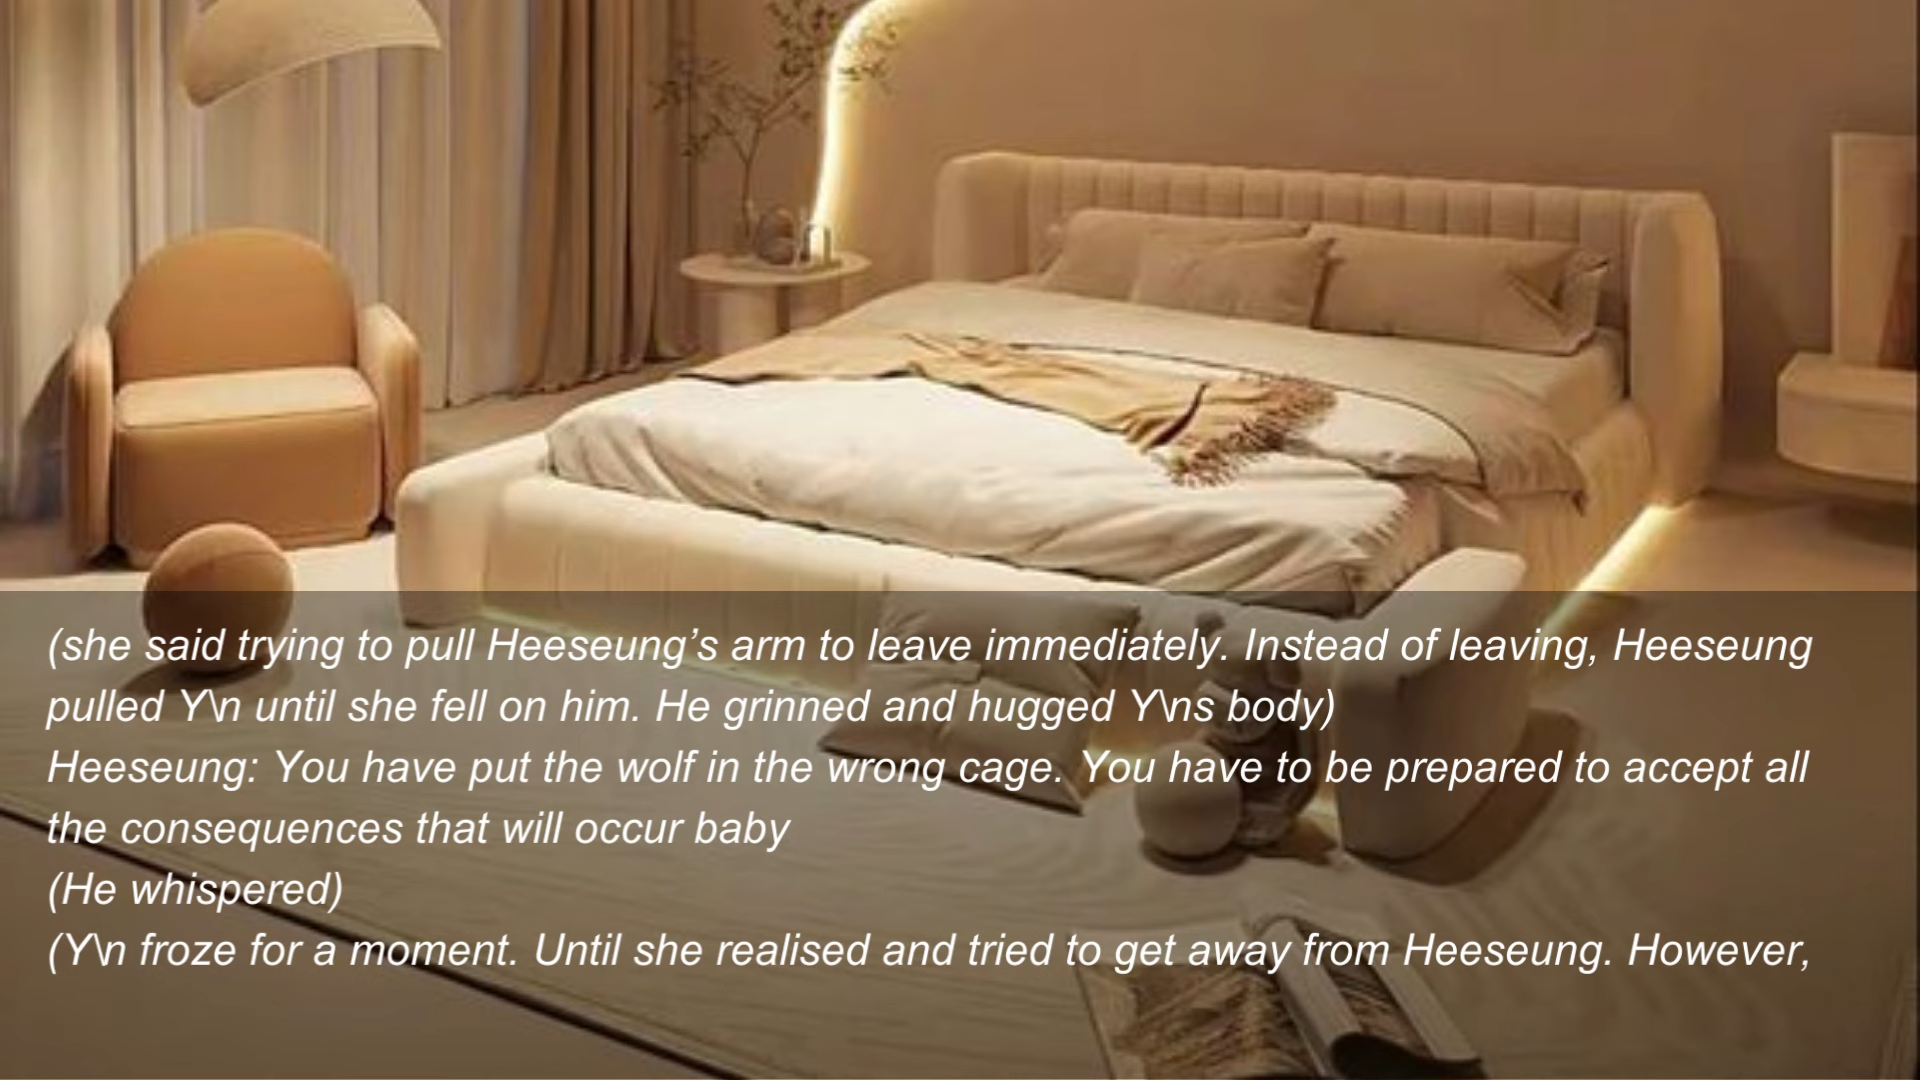 (she said trying to pull Heeseung’s arm to leave immediately. Instead of leaving, Heeseung
pulled Y\n until she fell on him. He grinned and hugged Y\ns body)
Heeseung: You have put the wolf in the wrong cage. You have to be prepared to accept all
the consequences that will occur baby
(He whispered)
(Y\n froze for a moment. Until she realised and tried to get away from Heeseung. However,